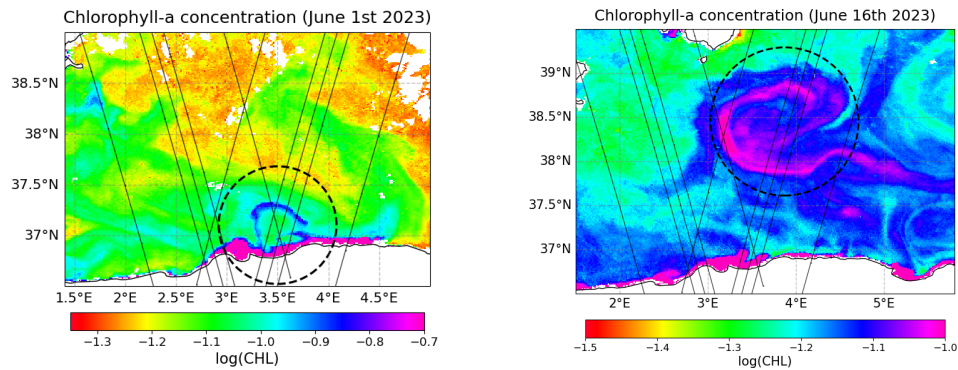 Chlorophyll-a concentration (June 1st 2023)
38.5°N
38°N
37.5°N
37°N
1.5°E 2°E 2.5°E 3°E 3.5°E 4°E 4.5°E
−1.3 −1.2 −1.1 −1.0 −0.9 −0.8 −0.7
log(CHL)
Chlorophyll-a concentration (June 16th 2023)
39°N
38.5°N
38°N
37.5°N
37°N
2°E 3°E 4°E 5°E
−1.5 −1.4 −1.3 −1.2 −1.1 −1.0
log(CHL)